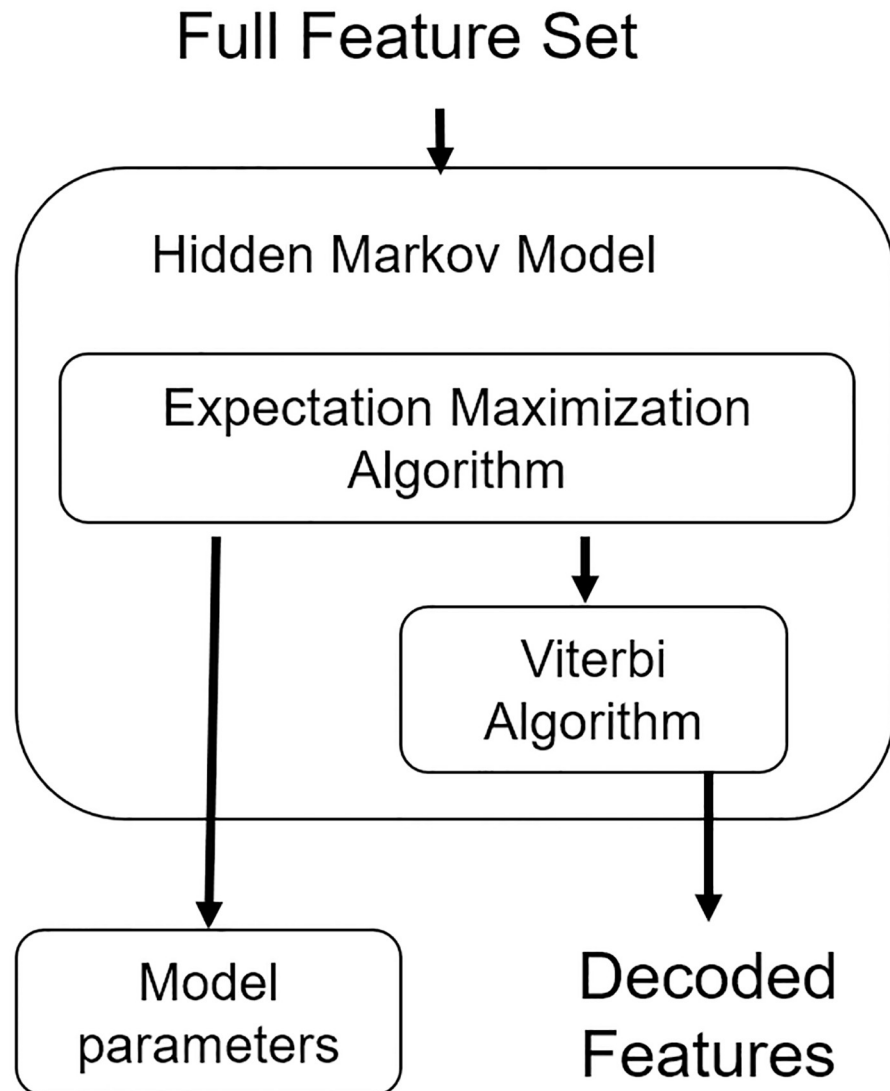 Full Feature Set
Hidden Markov Model
Expectation Maximization
Algorithm
Viterbi
Algorithm
Model
parameters
Decoded
Features